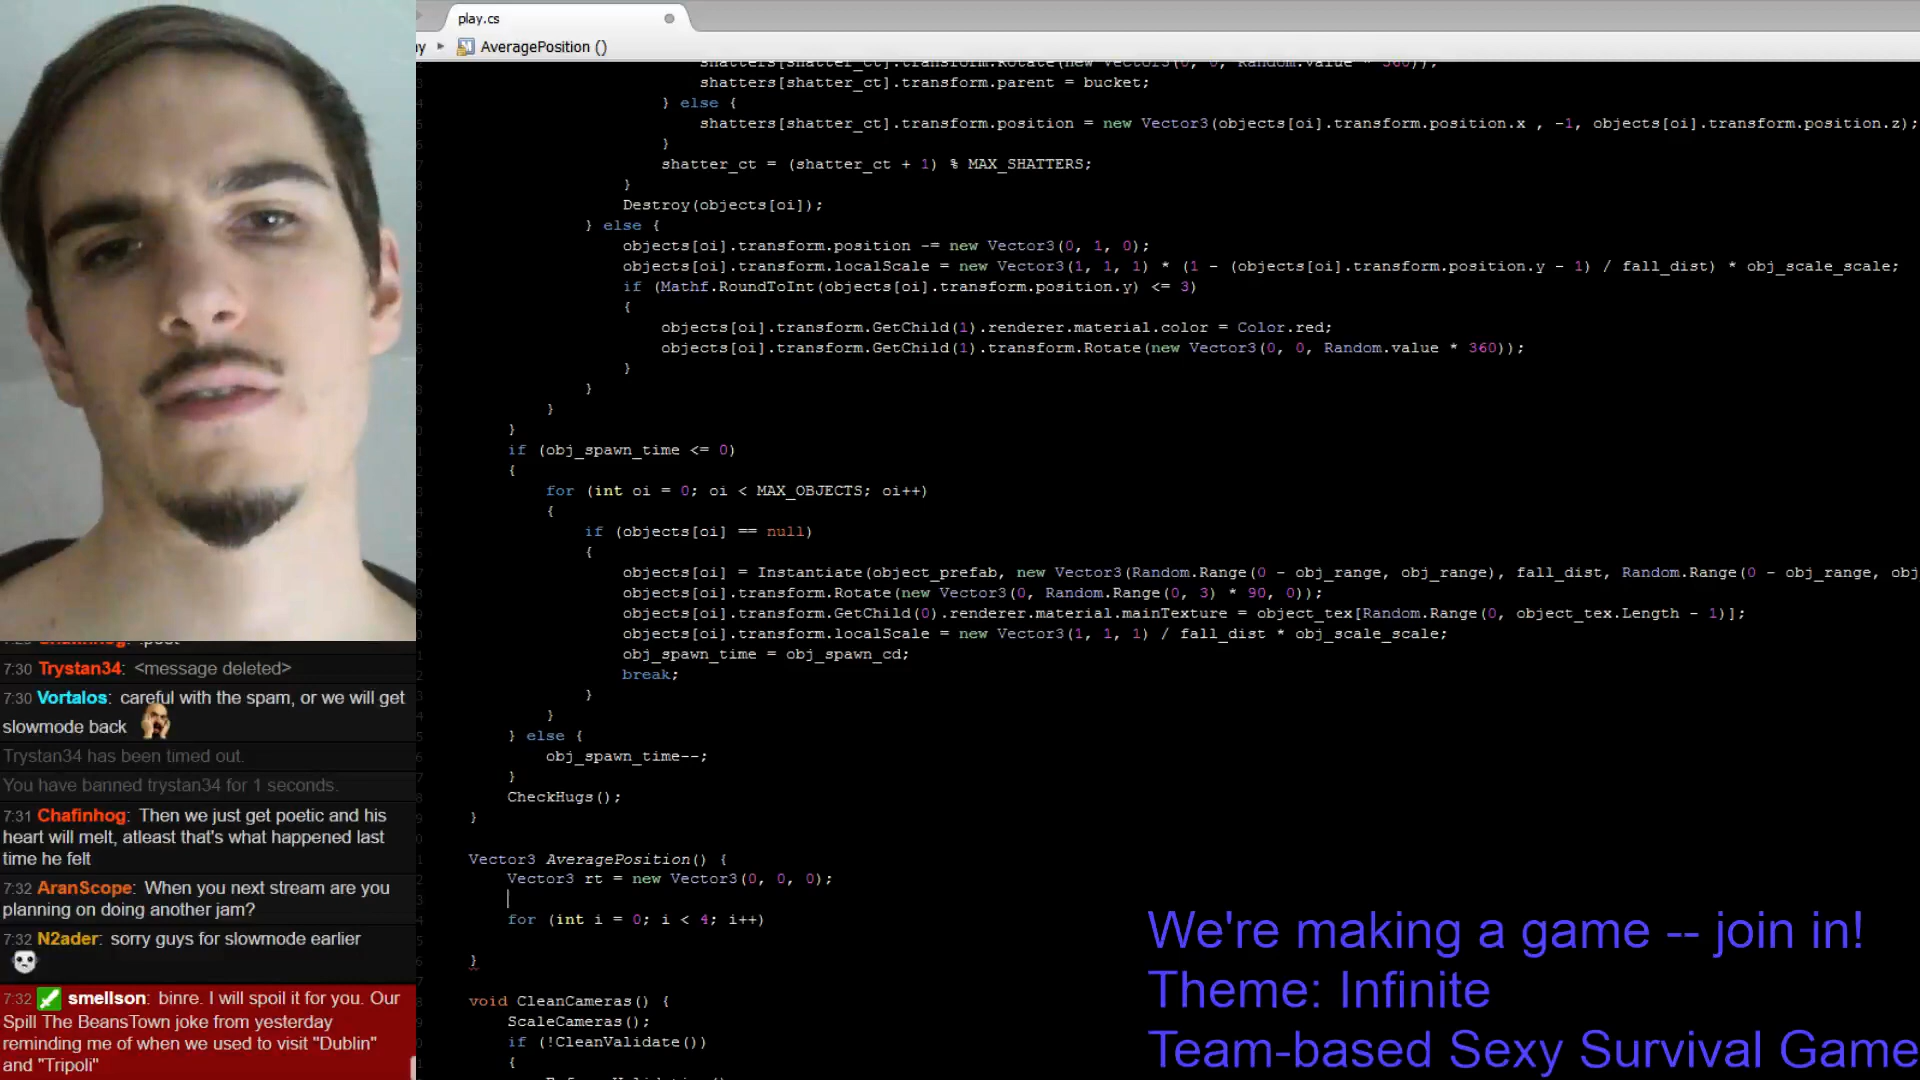 play.cs
AveragePosition ()
shatters[shatter_ct].transform.Rotate(new Vector3(0, 0, Random.value * 360));
shatters[shatter_ct].transform.parent = bucket;
} else {
shatters[shatter_ct].transform.position = new Vector3(objects[oi].transform.position.x , -1, objects[oi].transform.position.z);
}
shatter_ct = (shatter_ct + 1) % MAX_SHATTERS;
}
Destroy(objects[oi]);
} else {
objects[oi].transform.position -= new Vector3(0, 1, 0);
objects[oi].transform.localScale = new Vector3(1, 1, 1) * (1 - (objects[oi].transform.position.y - 1) / fall_dist) * obj_scale_scale;
if (Mathf.RoundToInt(objects[oi].transform.position.y) <= 3)
{
objects[oi].transform.GetChild(1).renderer.material.color = Color.red;
objects[oi].transform.GetChild(1).transform.Rotate(new Vector3(0, 0, Random.value * 360));
}
}
}
}
if (obj_spawn_time <= 0)
{
for (int oi = 0; oi < MAX_OBJECTS; oi++)
{
if (objects[oi] == null)
{
objects[oi] = Instantiate(object_prefab, new Vector3(Random.Range(0 - obj_range, obj_range), fall_dist, Random.Range(0 - obj_range, obj
objects[oi].transform.Rotate(new Vector3(0, Random.Range(0, 3) * 90, 0));
objects[oi].transform.GetChild(0).renderer.material.mainTexture = object_tex[Random.Range(0, object_tex.Length - 1)];
objects[oi].transform.localScale = new Vector3(1, 1, 1) / fall_dist * obj_scale_scale;
obj_spawn_time = obj_spawn_cd;
break;
}
}
} else {
obj_spawn_time--;
}
CheckHugs();
}
Vector3 AveragePosition() {
Vector3 rt = new Vector3(0, 0, 0);
for (int i = 0; i < 4; i++)
}
void CleanCameras() {
ScaleCameras();
if (!CleanValidate())
{
7:30 Trystan34: <message deleted>
7:30 Vortalos: careful with the spam, or we will get
slowmode back
Trystan34 has been timed out.
You have banned trystan34 for 1 seconds.
7:31 Chafinhog: Then we just get poetic and his
heart will melt, atleast that's what happened last
time he felt
7:32 AranScope: When you next stream are you
planning on doing another jam?
7:32 N2ader: sorry guys for slowmode earlier
7:32 smellson: binre. I will spoil it for you. Our
Spill The BeansTown joke from yesterday
reminding me of when we used to visit "Dublin"
and "Tripoli"
We're making a game -- join in!
Theme: Infinite
Team-based Sexy Survival Game